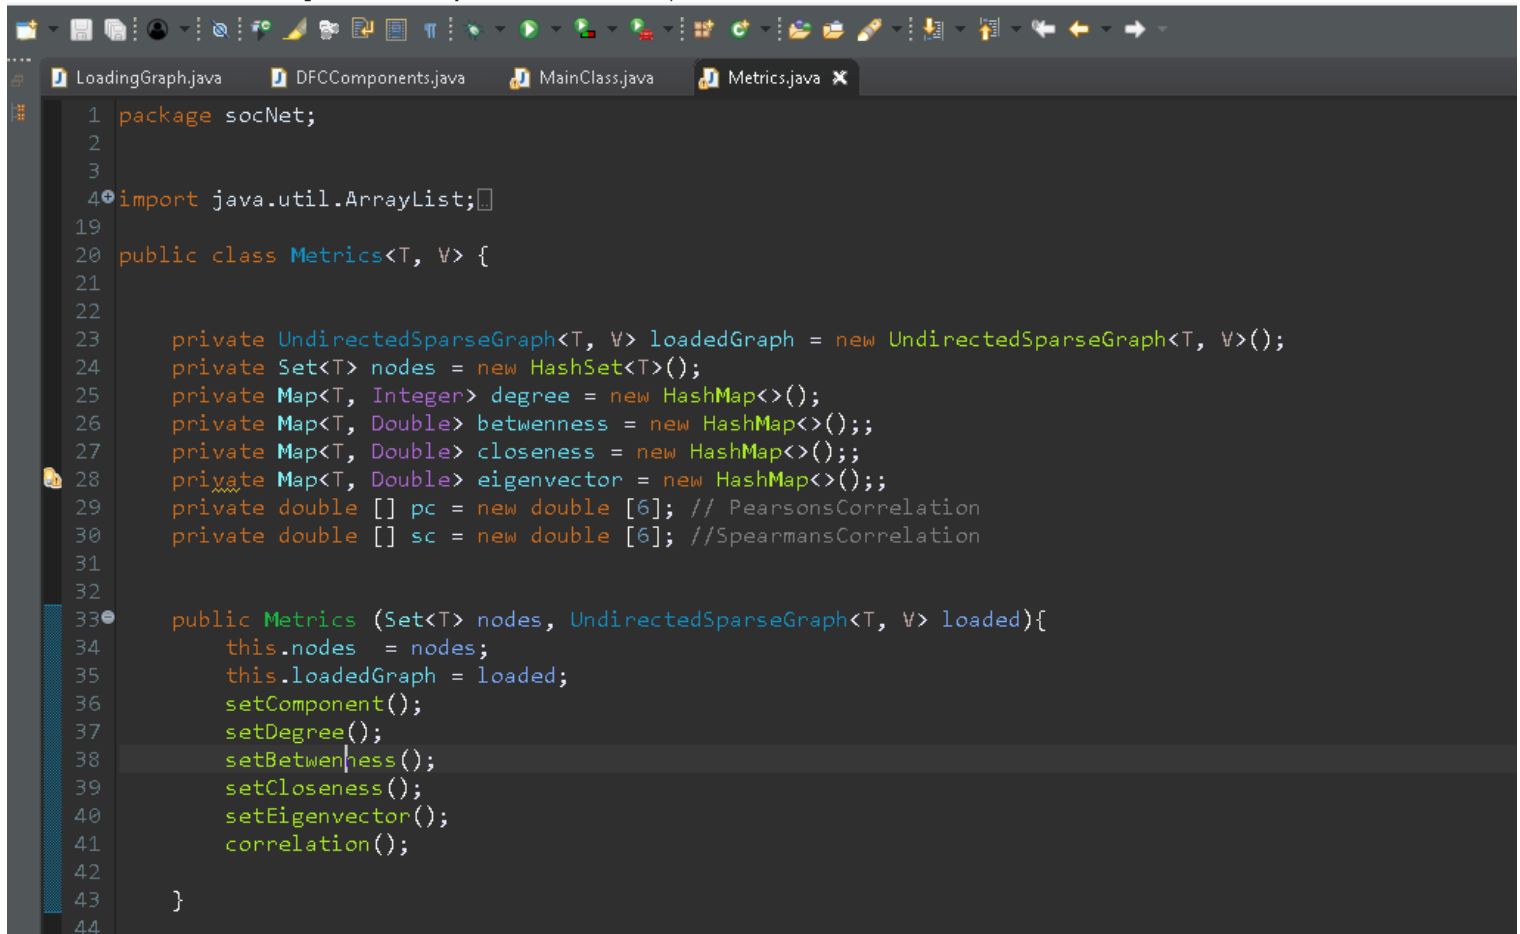 LoadingGraph.java DFCComponents.java MainClass.java Metrics.java
1 package socNet;
2
3
4 import java.util.ArrayList;
19
20 public class Metrics<T, V> {
21
22
23 private UndirectedSparseGraph<T, V> loadedGraph = new UndirectedSparseGraph<T, V>();
24 private Set<T> nodes = new HashSet<T>();
25 private Map<T, Integer> degree = new HashMap<>();
26 private Map<T, Double> betwenness = new HashMap<>();;
27 private Map<T, Double> closeness = new HashMap<>();;
28 private Map<T, Double> eigenvector = new HashMap<>();;
29 private double [] pc = new double [6]; // PearsonsCorrelation
30 private double [] sc = new double [6]; //SpearmansCorrelation
31
32
33 public Metrics (Set<T> nodes, UndirectedSparseGraph<T, V> loaded){
34 this.nodes  = nodes;
35 this.loadedGraph = loaded;
36 setComponent();
37 setDegree();
38 setBetwenness();
39 setCloseness();
40 setEigenvector();
41 correlation();
42
43 }
44